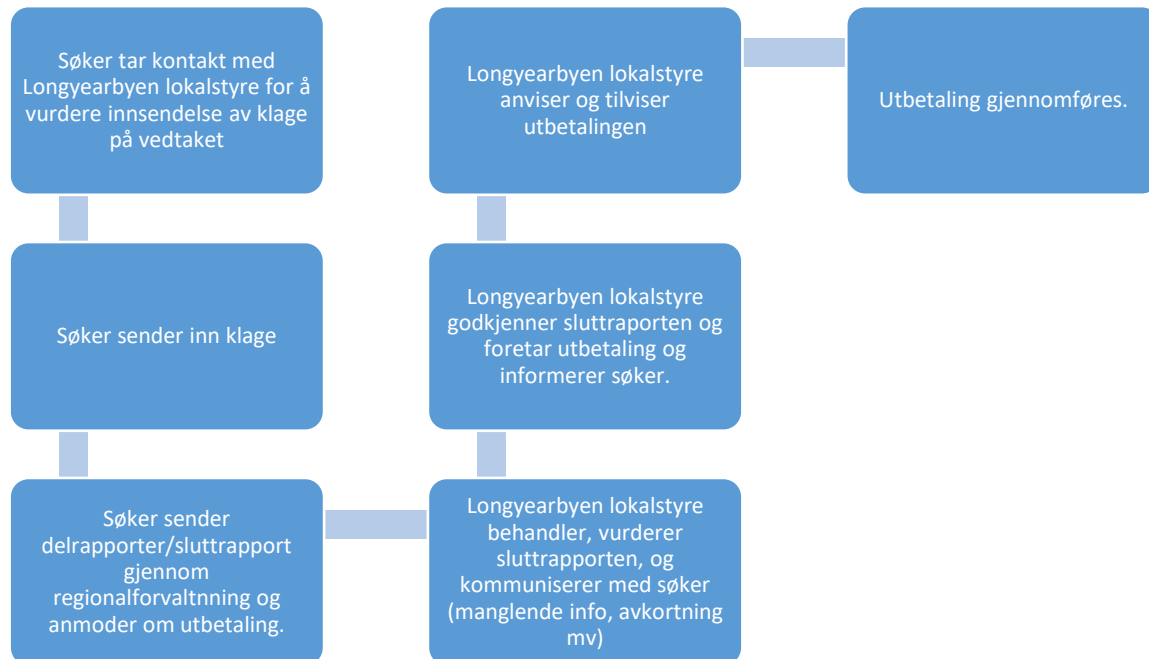 Søker tar kontakt med
Longyearbyen lokalstyre for å
vurdere innsendelse av klage
på vedtaket
Søker sender inn klage
Søker sender
delrapporter/sluttrapport
gjennom
regionalforvaltnning og
anmoder om utbetaling.
Longyearbyen lokalstyre
behandler, vurderer
sluttrapporten, og
kommuniserer med søker
(manglende info, avkortning
mv)
Longyearbyen lokalstyre
godkjenner sluttraporten og
foretar utbetaling og
informerer søker.
Longyearbyen lokalstyre
anviser og tilviser
utbetalingen
Utbetaling gjennomføres.